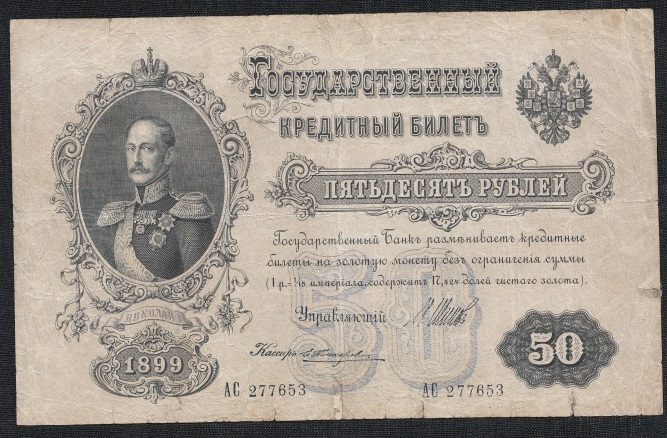 Государственный
КРЕДИТНЫЙ БИЛЕТЪ
ПЯТЬДЕСЯТЪ РУБЛЕЙ
Государственный Банкъ размѣниваетъ кредитные
билеты на золотую монету безъ ограниченія суммы
(1 р.= 1/15 имперіала, содержитъ 17,424 долей чистаго золота).
НИКОЛАЙ I
Управляющій
50
1899
Кассиръ
50
АС 277653
АС 277653